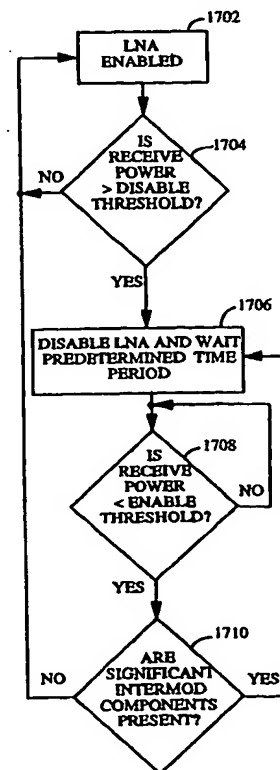 1702
LNA
ENABLED
1704
IS
RECEIVE
POWER
> DISABLE
THRESHOLD?
NO
YES
1706
DISABLE LNA AND WAIT
PREDETERMINED TIME
PERIOD
1708
IS
RECEIVE
POWER
< ENABLE
THRESHOLD?
NO
YES
1710
ARE
SIGNIFICANT
INTERMOD
COMPONENTS
PRESENT?
NO
YES